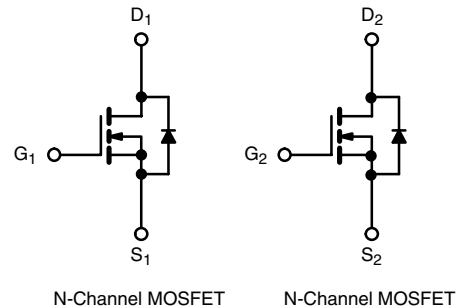 D1 D2
G1 G2
S1 S2
N-Channel MOSFET N-Channel MOSFET